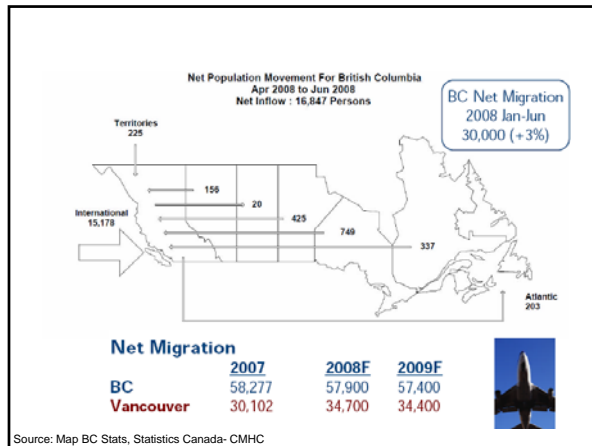 Net Population Movement For British Columbia
Apr 2008 to Jun 2008
Net Inflow : 16,847 Persons
BC Net Migration
2008 Jan-Jun
30,000 (+3%)
Territories
225
156
20
International
15,178
425
749
337
Atlantic
203
Net Migration
2007 2008F 2009F
BC 58,277 57,900 57,400
Vancouver 30,102 34,700 34,400
Source: Map BC Stats, Statistics Canada- CMHC